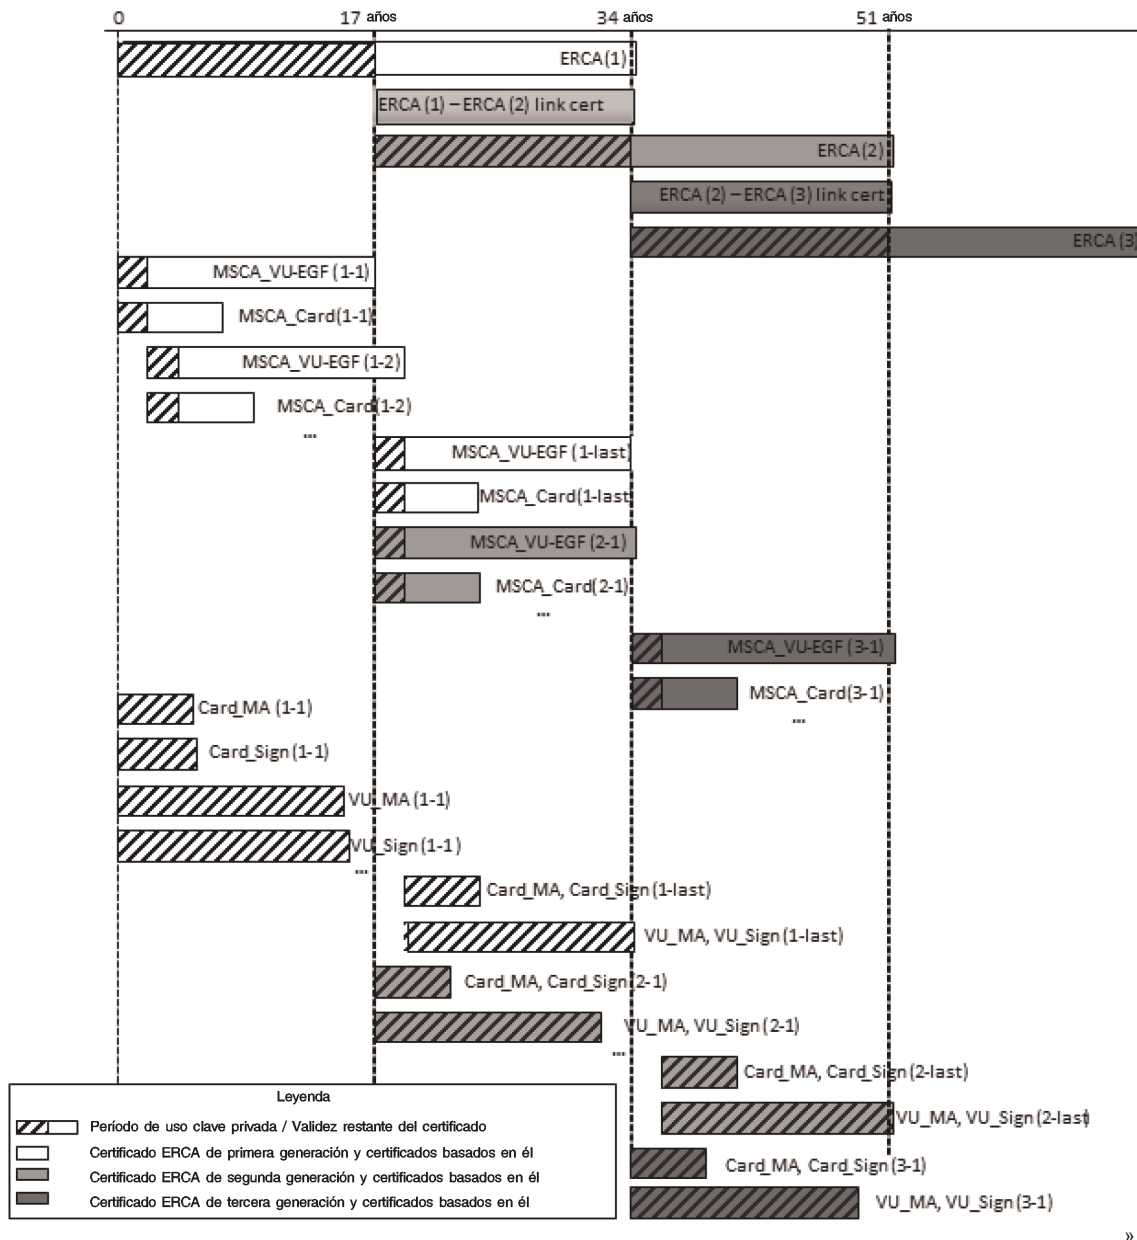 0
17 años
34 años
51 años
ERCA (1)
ERCA (1) – ERCA (2) link cert
ERCA (2)
ERCA (2) – ERCA (3) link cert
ERCA (3)
MSCA_VU-EGF (1-1)
MSCA_Card(1-1)
MSCA_VU-EGF (1-2)
MSCA_Card(1-2)
...
MSCA_VU-EGF (1-last)
MSCA_Card(1-last
MSCA_VU-EGF (2-1)
MSCA_Card(2-1)
...
MSCA_VU-EGF (3-1)
MSCA_Card(3-1)
...
Card_MA (1-1)
Card_Sign (1-1)
VU_MA (1-1)
VU_Sign (1-1)
...
Card_MA, Card_Sign (1-last)
VU_MA, VU_Sign (1-last)
Card_MA, Card_Sign (2-1)
VU_MA, VU_Sign (2-1)
...
Card_MA, Card_Sign (2-last)
VU_MA, VU_Sign (2-last)
Card_MA, Card_Sign (3-1)
VU_MA, VU_Sign (3-1)
Leyenda
Período de uso clave privada / Validez restante del certificado
Certificado ERCA de primera generación y certificados basados en él
Certificado ERCA de segunda generación y certificados basados en él
Certificado ERCA de tercera generación y certificados basados en él
»